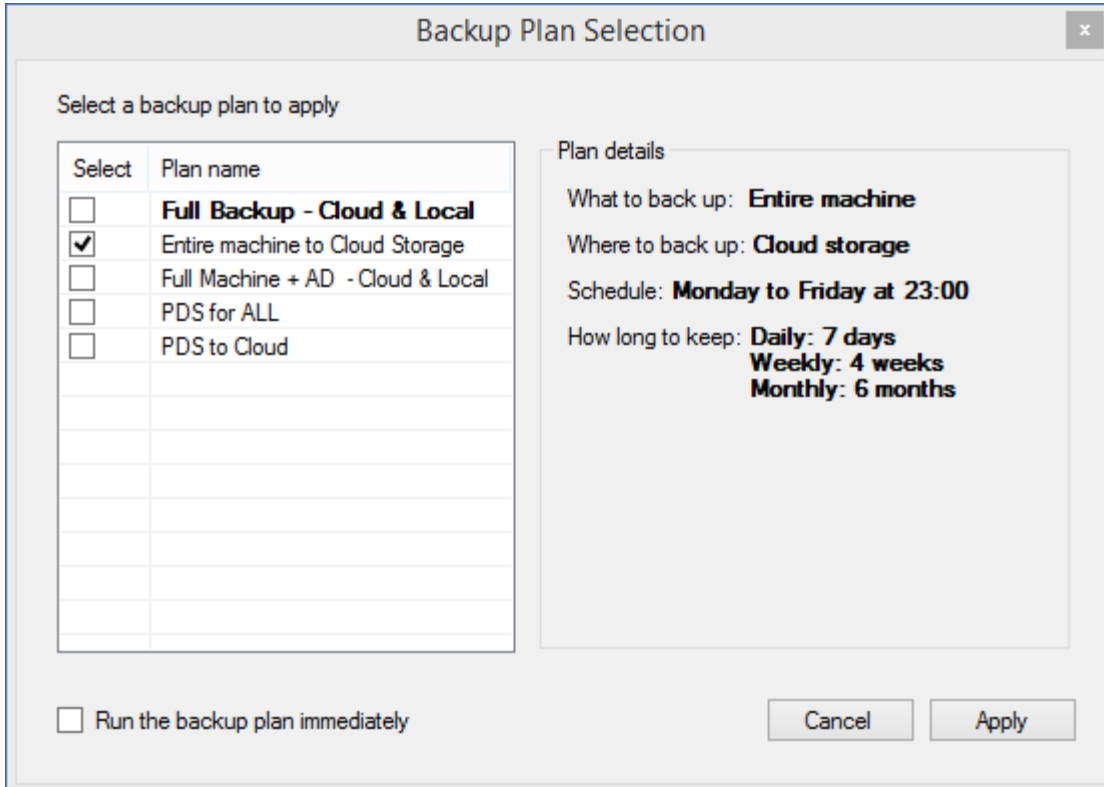 Backup Plan Selection
x
Select a backup plan to apply
Select Plan name
Full Backup - Cloud & Local
Entire machine to Cloud Storage
Full Machine + AD - Cloud & Local
PDS for ALL
PDS to Cloud
Plan details
What to back up: Entire machine
Where to back up: Cloud storage
Schedule: Monday to Friday at 23:00
How long to keep: Daily: 7 days
Weekly: 4 weeks
Monthly: 6 months
Run the backup plan immediately
Cancel
Apply